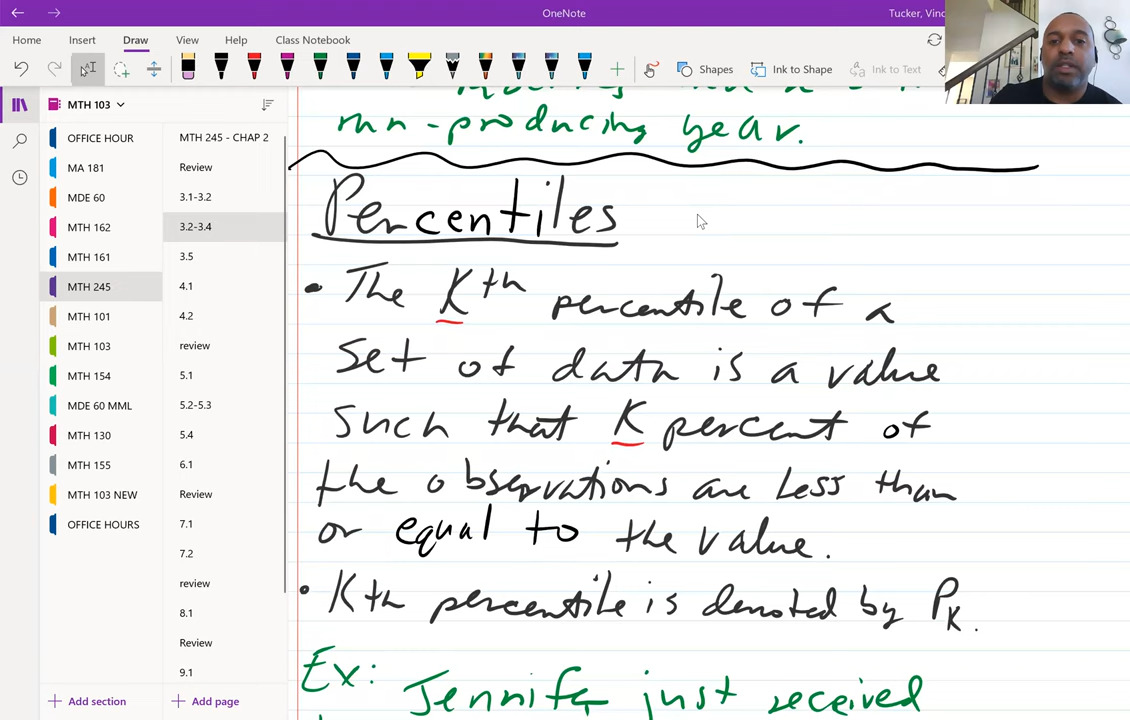 OneNote
Tucker, Vinc
Home Insert Draw View Help Class Notebook
Shapes Ink to Shape Ink to Text
MTH 103
OFFICE HOUR
MA 181
MDE 60
MTH 162
MTH 161
MTH 245
MTH 101
MTH 103
MTH 154
MDE 60 MML
MTH 130
MTH 155
MTH 103 NEW
OFFICE HOURS
Add section
MTH 245 - CHAP 2
Review
3.1-3.2
3.2-3.4
3.5
4.1
4.2
review
5.1
5.2-5.3
5.4
6.1
Review
7.1
7.2
review
8.1
Review
9.1
Add page
run-producing year.
Percentiles
• The Kth percentile of a
set of data is a value
such that K percent of
the observations are less than
or equal to the value.
• Kth percentile is denoted by PK.
Ex: Jennifer just received